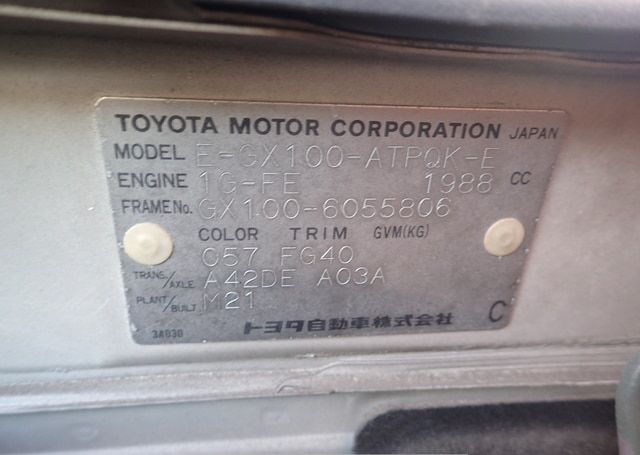 TOYOTA MOTOR CORPORATION JAPAN
MODEL E-GX100-ATPQK-E
ENGINE 1G-FE 1988 CC
FRAME No. GX100-6055806
COLOR TRIM GVM(KG)
057 FG40
TRANS./AXLE A42DE A03A
PLANT/BUILT M21
3A030 トヨタ自動車株式会社 C